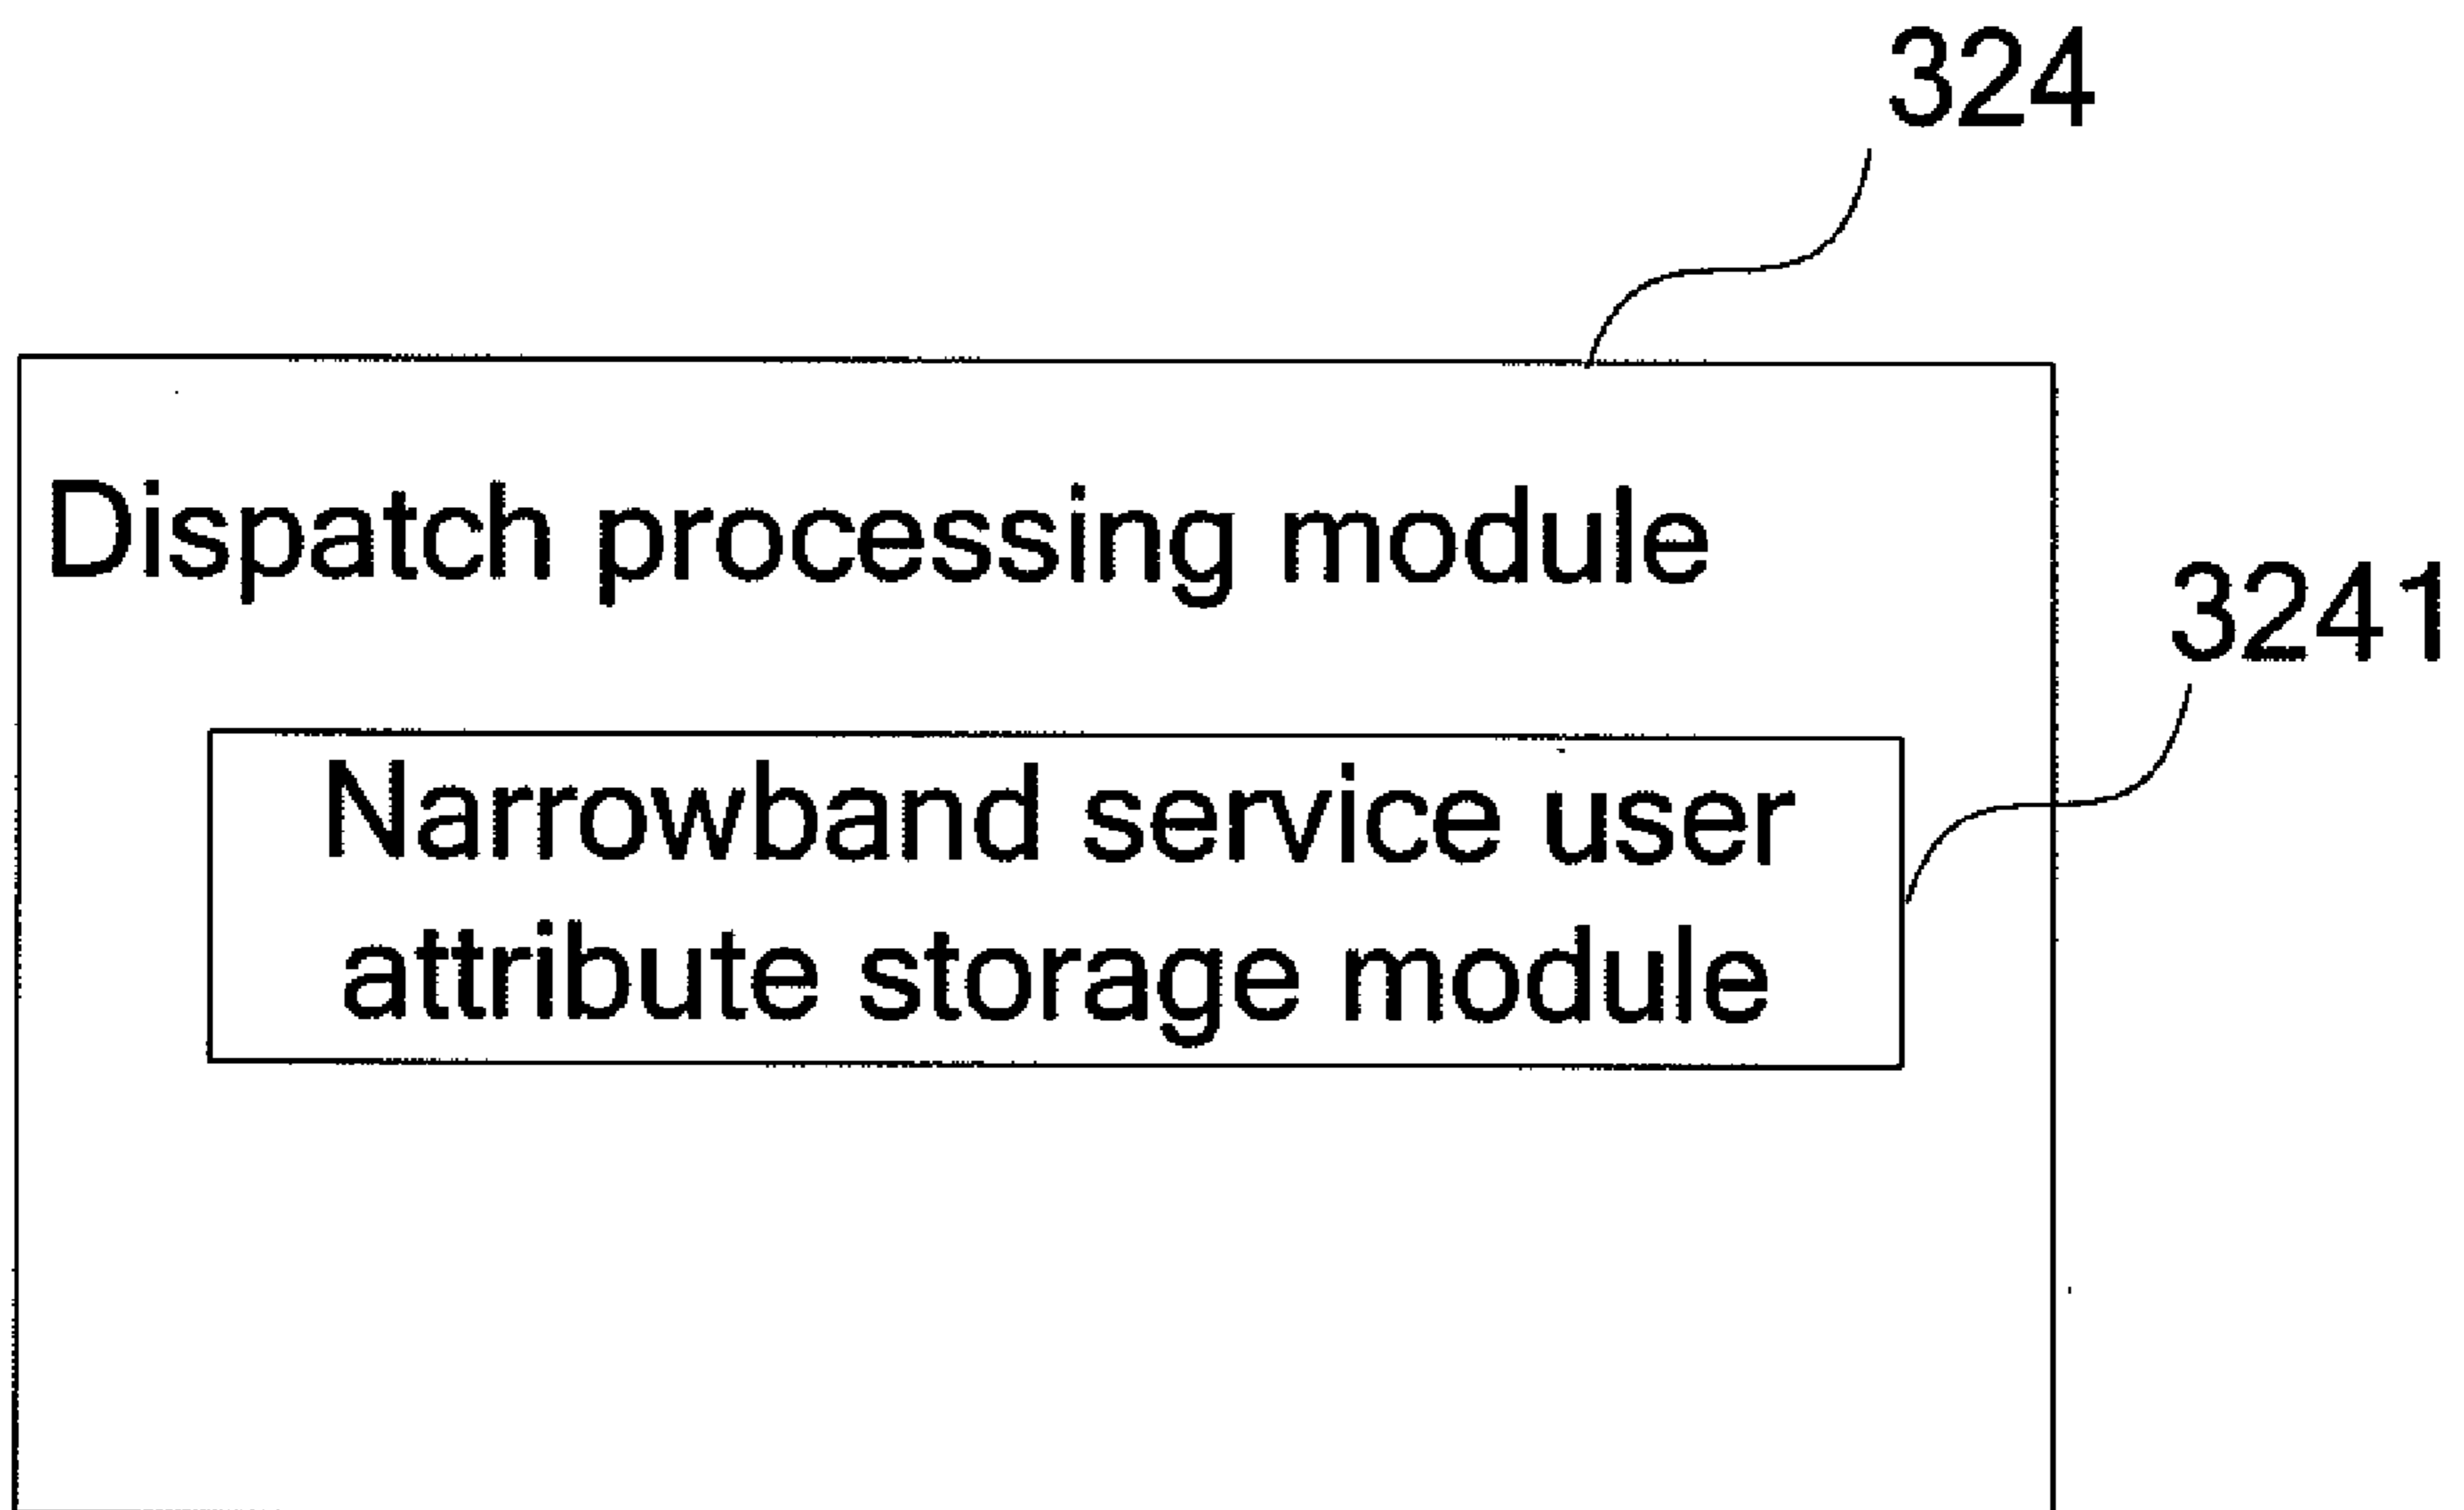 324
Dispatch processing module
3241
Narrowband service user
attribute storage module